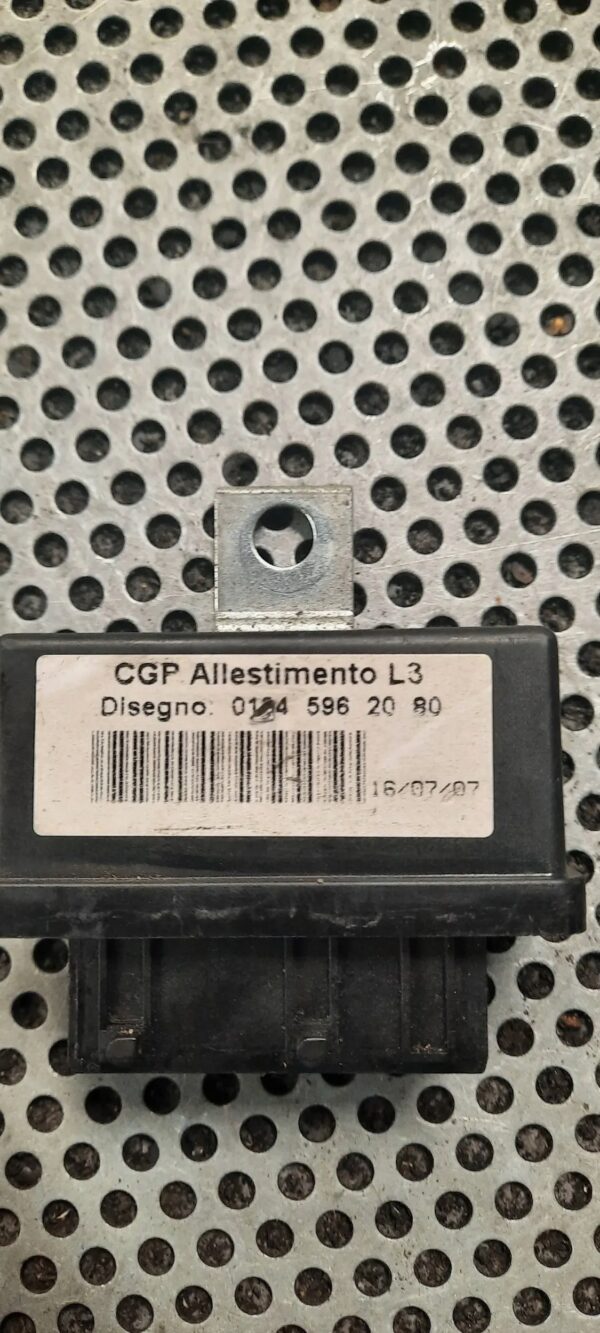 CGP Allestimento L3
Disegno: 596 20 80
16/07/07